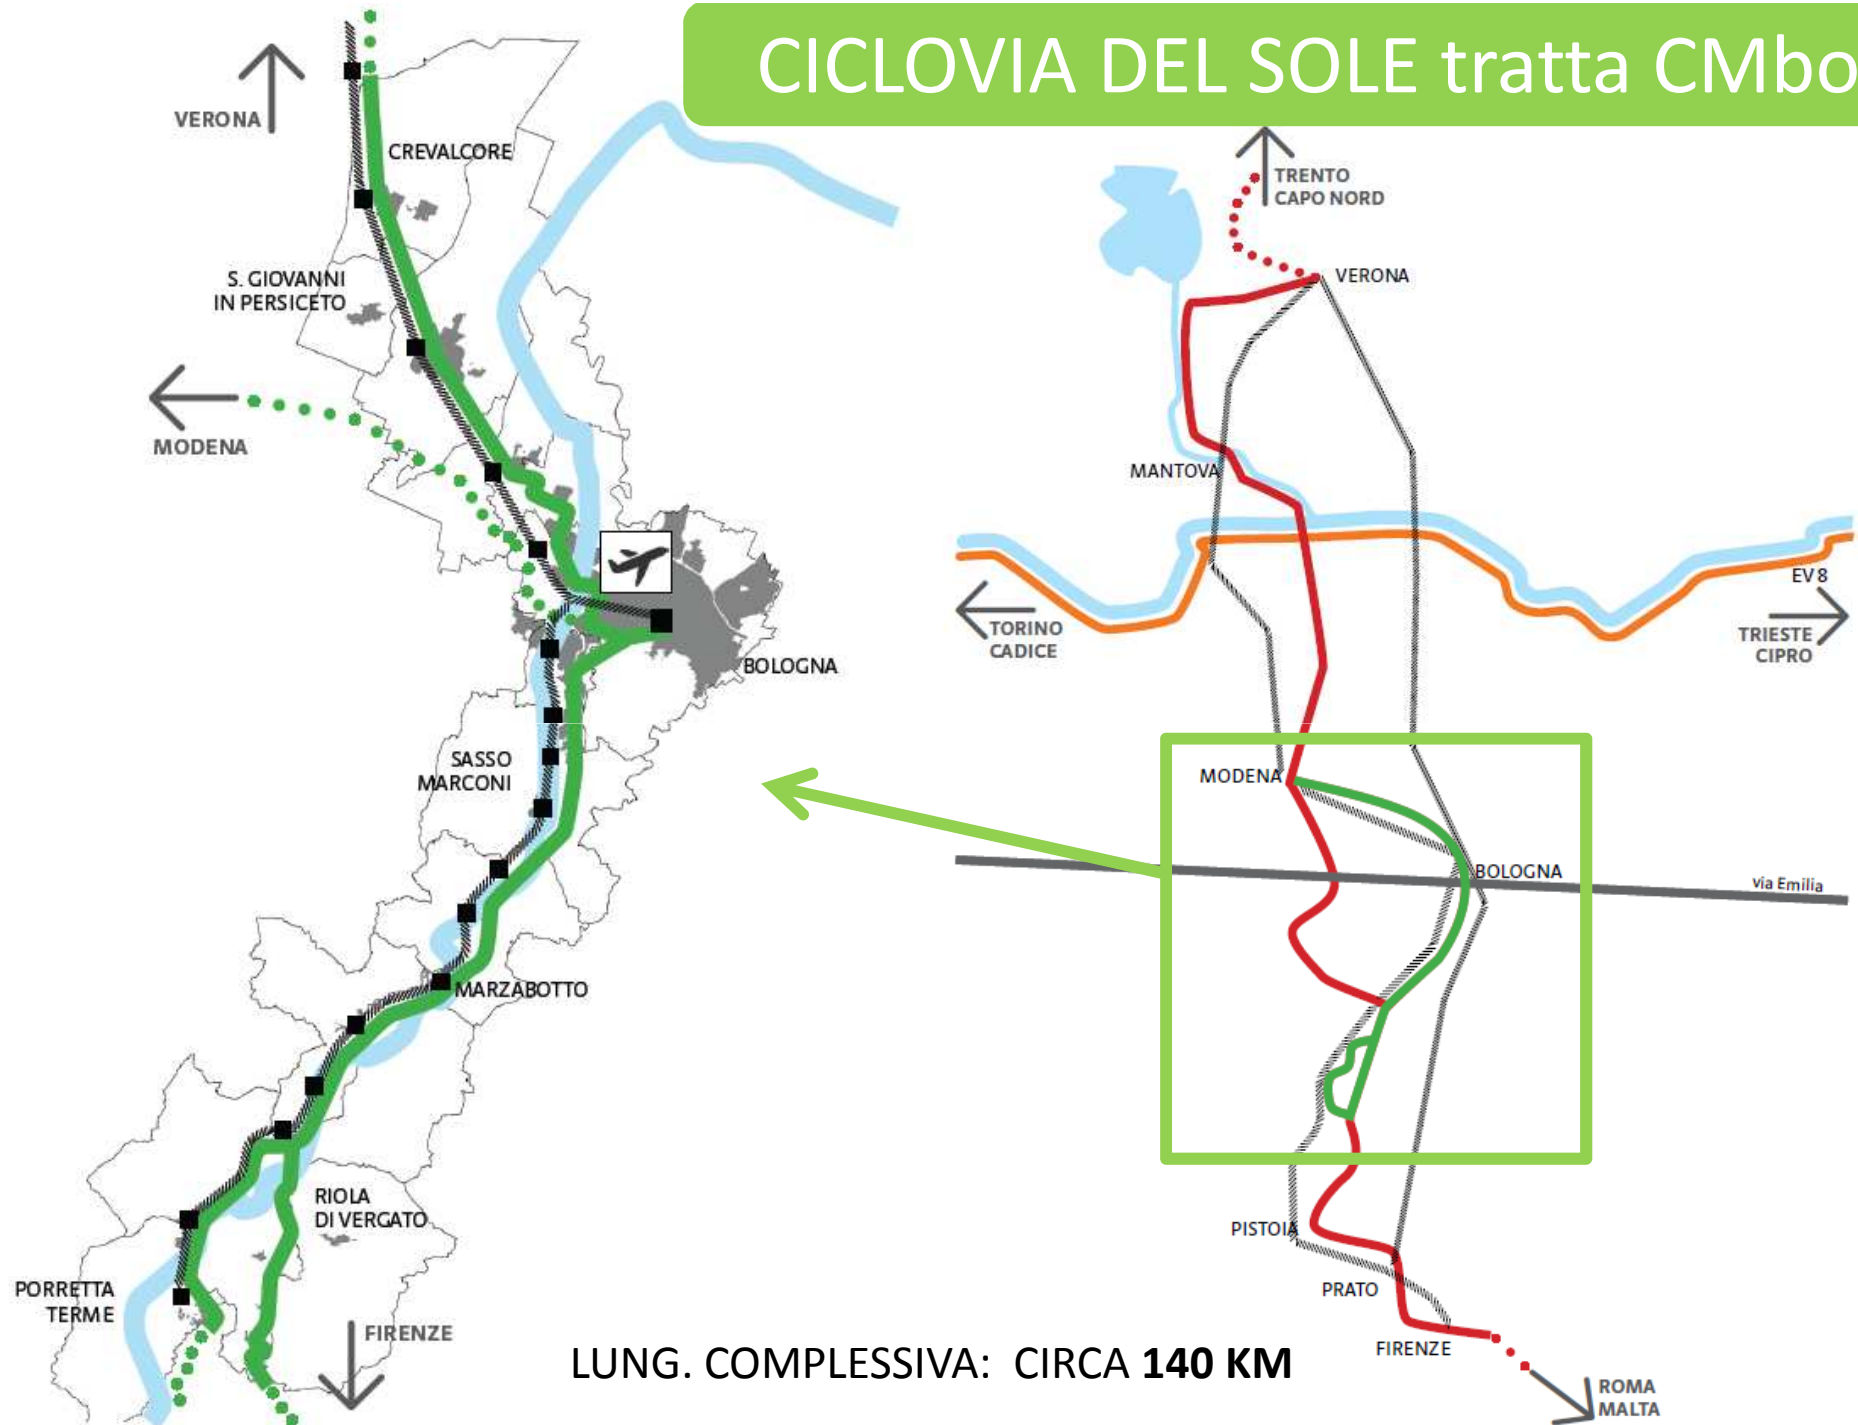 CICLOVIA DEL SOLE tratta CMbo
VERONA
CREVALCORE
S. GIOVANNI
IN PERSICETO
MODENA
BOLOGNA
SASSO
MARCONI
MARZABOTTO
RIOLA
DI VERGATO
PORRETTA
TERME
FIRENZE
TRENTO
CAPO NORD
VERONA
MANTOVA
EV 8
TORINO
CADICE
TRIESTE
CIPRO
MODENA
BOLOGNA
via Emilia
PISTOIA
PRATO
FIRENZE
ROMA
MALTA
LUNG. COMPLESSIVA: CIRCA 140 KM